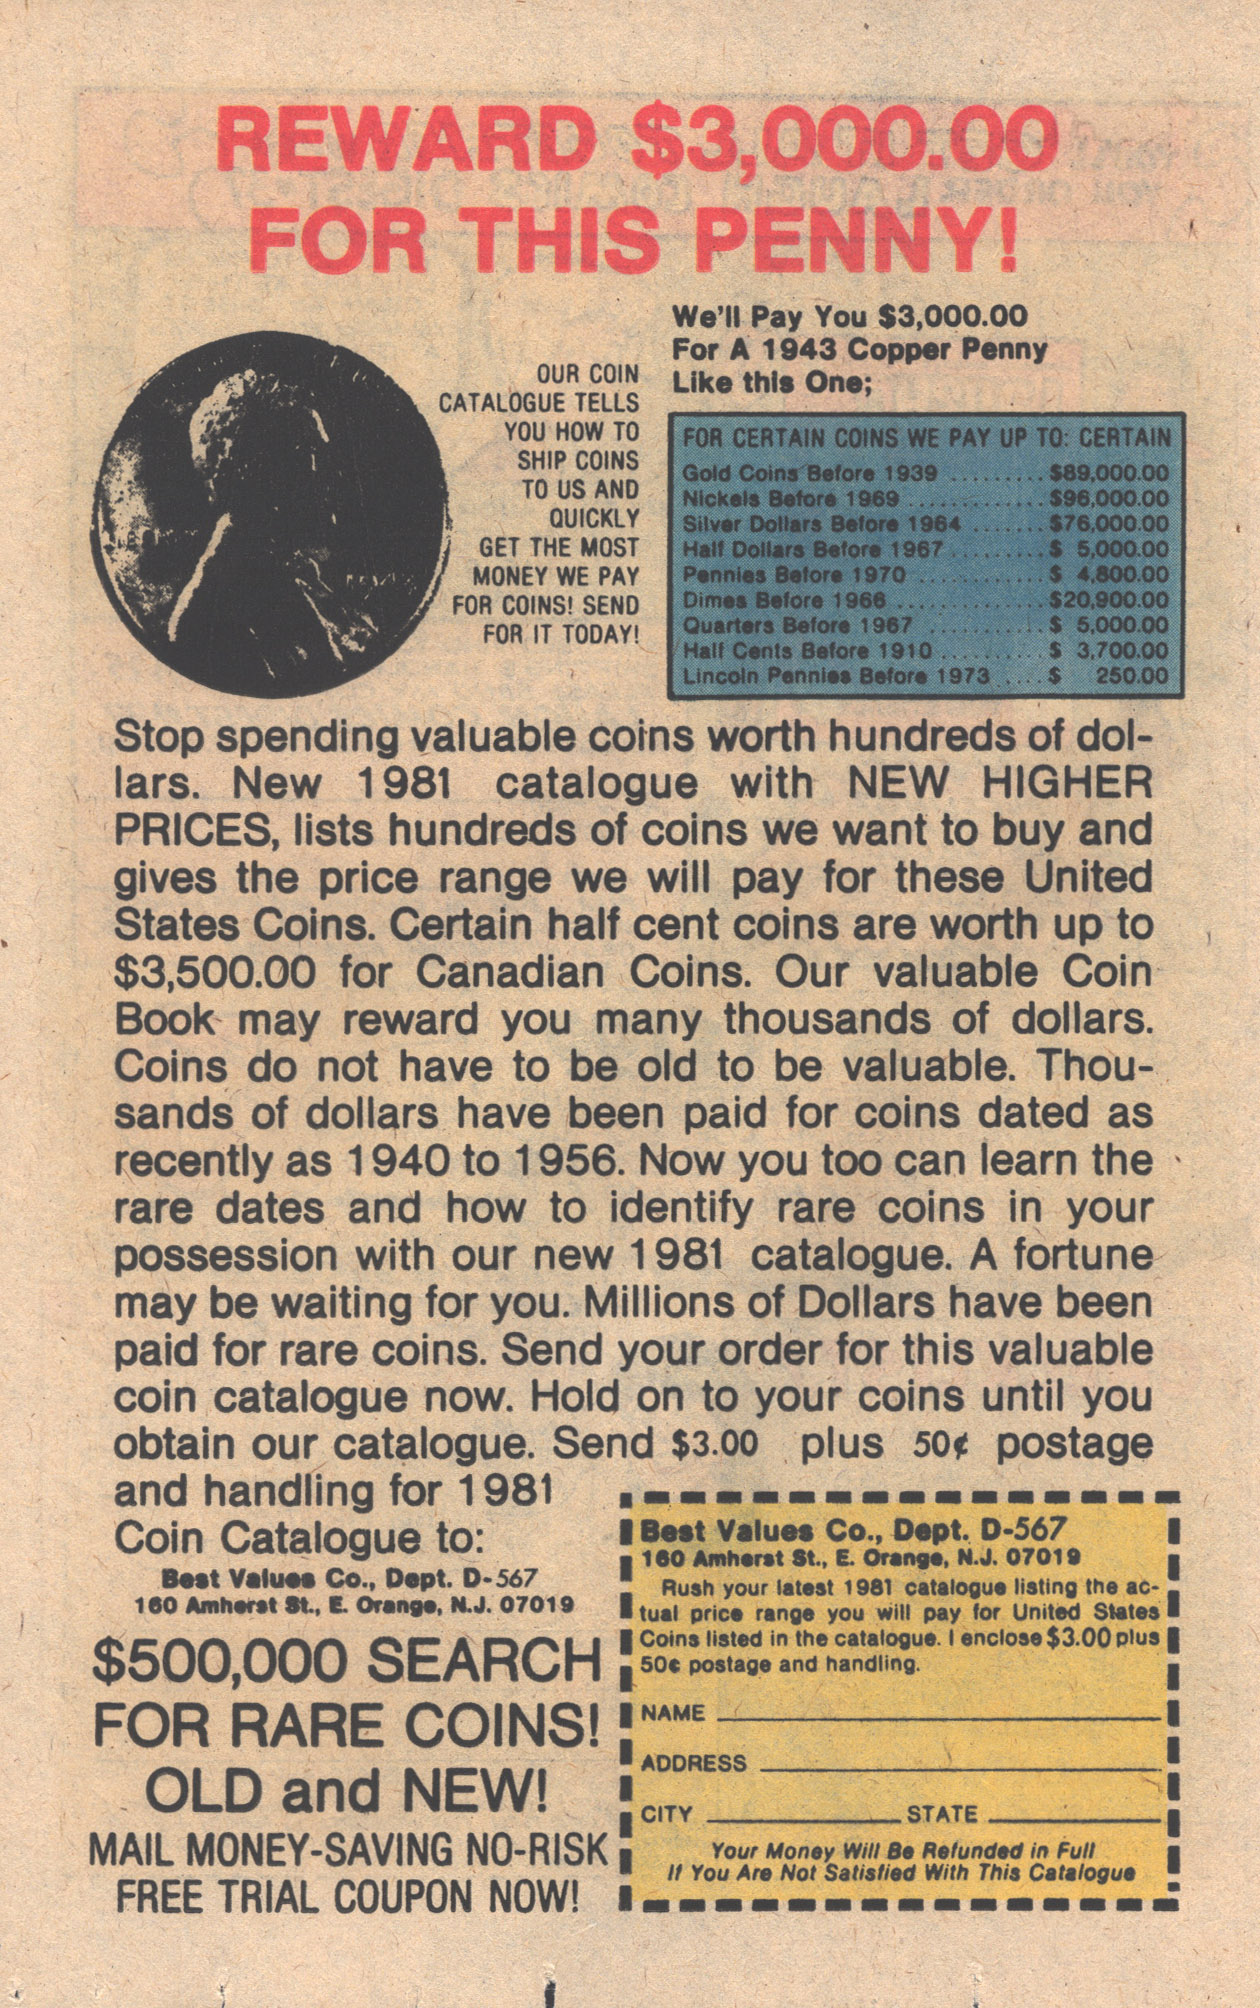 REWARD $3,000.00
FOR THIS PENNY!
We'll Pay You $3,000.00
For A 1943 Copper Penny
Like this One;
OUR COIN
CATALOGUE TELLS
YOU HOW TO
SHIP COINS
TO US AND
QUICKLY
GET THE MOST
MONEY WE PAY
FOR COINS! SEND
FOR IT TODAY!
FOR CERTAIN COINS WE PAY UP TO: CERTAIN
Gold Coins Before 1939 ......... $89,000.00
Nickels Before 1969 ............. $96,000.00
Silver Dollars Before 1964 ....... $76,000.00
Half Dollars Before 1967 ......... $ 5,000.00
Pennies Before 1970 ............ $ 4,800.00
Dimes Before 1966 .............. $20,900.00
Quarters Before 1967 ........... $ 5,000.00
Half Cents Before 1910 .......... $ 3,700.00
Lincoln Pennies Before 1973 .... $ 250.00
Stop spending valuable coins worth hundreds of dol-
lars. New 1981 catalogue with NEW HIGHER
PRICES, lists hundreds of coins we want to buy and
gives the price range we will pay for these United
States Coins. Certain half cent coins are worth up to
$3,500.00 for Canadian Coins. Our valuable Coin
Book may reward you many thousands of dollars.
Coins do not have to be old to be valuable. Thou-
sands of dollars have been paid for coins dated as
recently as 1940 to 1956. Now you too can learn the
rare dates and how to identify rare coins in your
possession with our new 1981 catalogue. A fortune
may be waiting for you. Millions of Dollars have been
paid for rare coins. Send your order for this valuable
coin catalogue now. Hold on to your coins until you
obtain our catalogue. Send $3.00 plus 50¢ postage
and handling for 1981
Coin Catalogue to:
Best Values Co., Dept. D-567
160 Amherst St., E. Orange, N.J. 07019
$500,000 SEARCH
FOR RARE COINS!
OLD and NEW!
MAIL MONEY-SAVING NO-RISK
FREE TRIAL COUPON NOW!
Best Values Co., Dept. D-567
160 Amherst St., E. Orange, N.J. 07019
Rush your latest 1981 catalogue listing the ac-
tual price range you will pay for United States
Coins listed in the catalogue. I enclose $3.00 plus
50¢ postage and handling.
NAME
ADDRESS
CITY STATE
Your Money Will Be Refunded in Full
If You Are Not Satisfied With This Catalogue